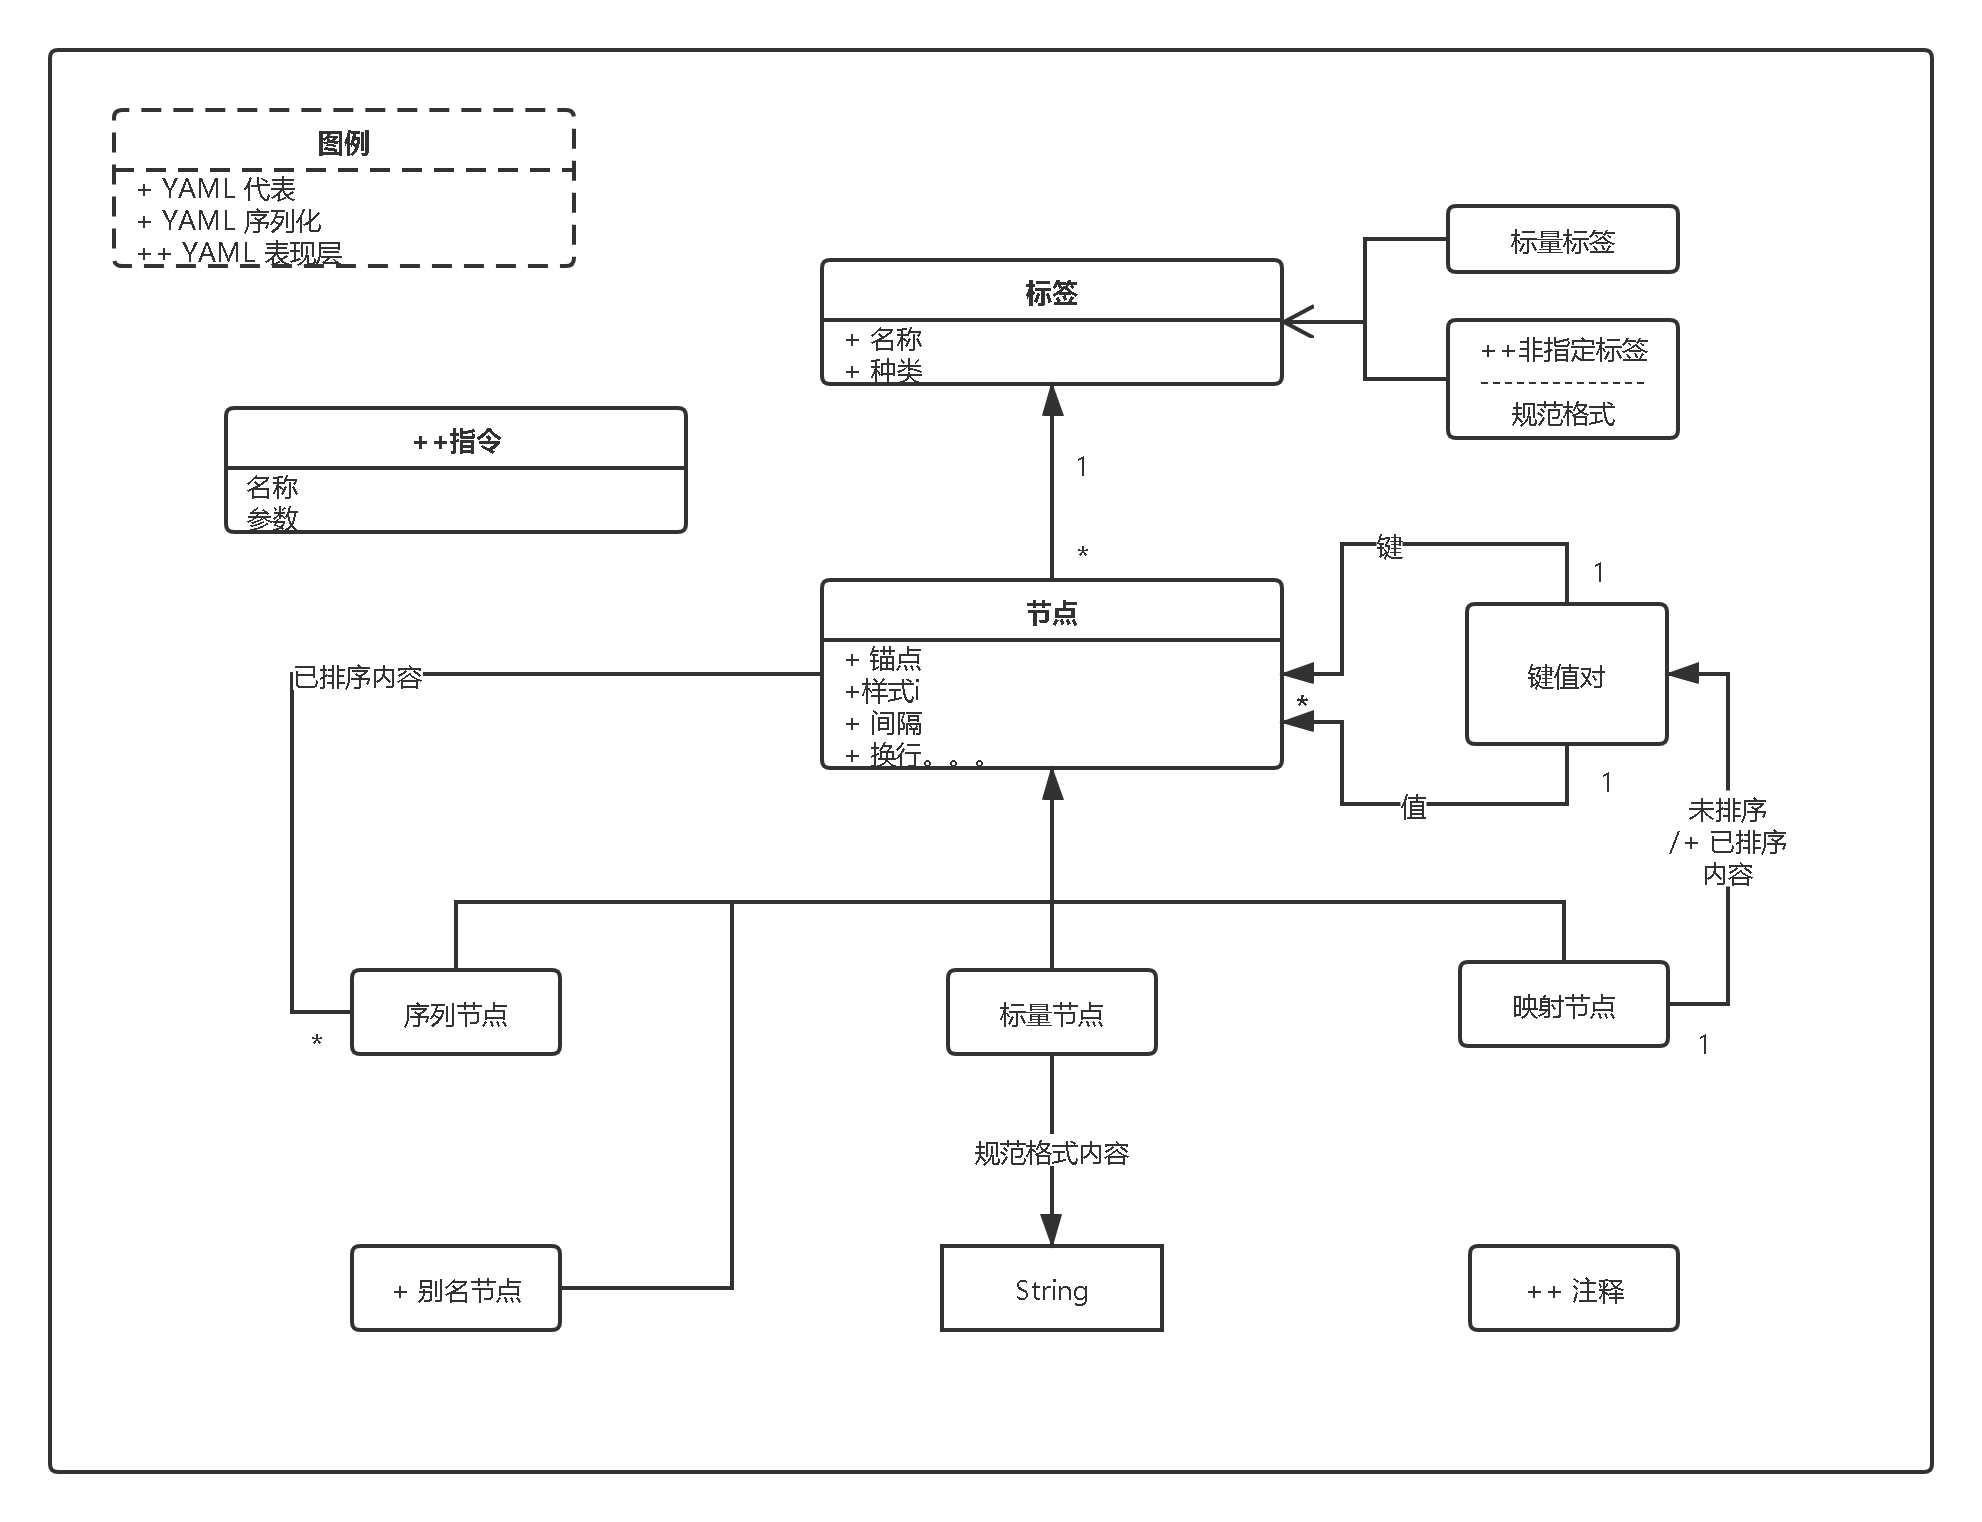 图例
+ YAML 代表
+ YAML 序列化
++ YAML 表现层
标签
+ 名称
+ 种类
标量标签
++非指定标签
规范格式
++指令
名称
参数
1
*
节点
+ 锚点
+样式i
+ 间隔
+ 换行。。。
键
1
*
键值对
值
1
已排序内容
未排序
/+ 已排序
内容
序列节点
*
标量节点
映射节点
1
规范格式内容
+ 别名节点
String
++ 注释